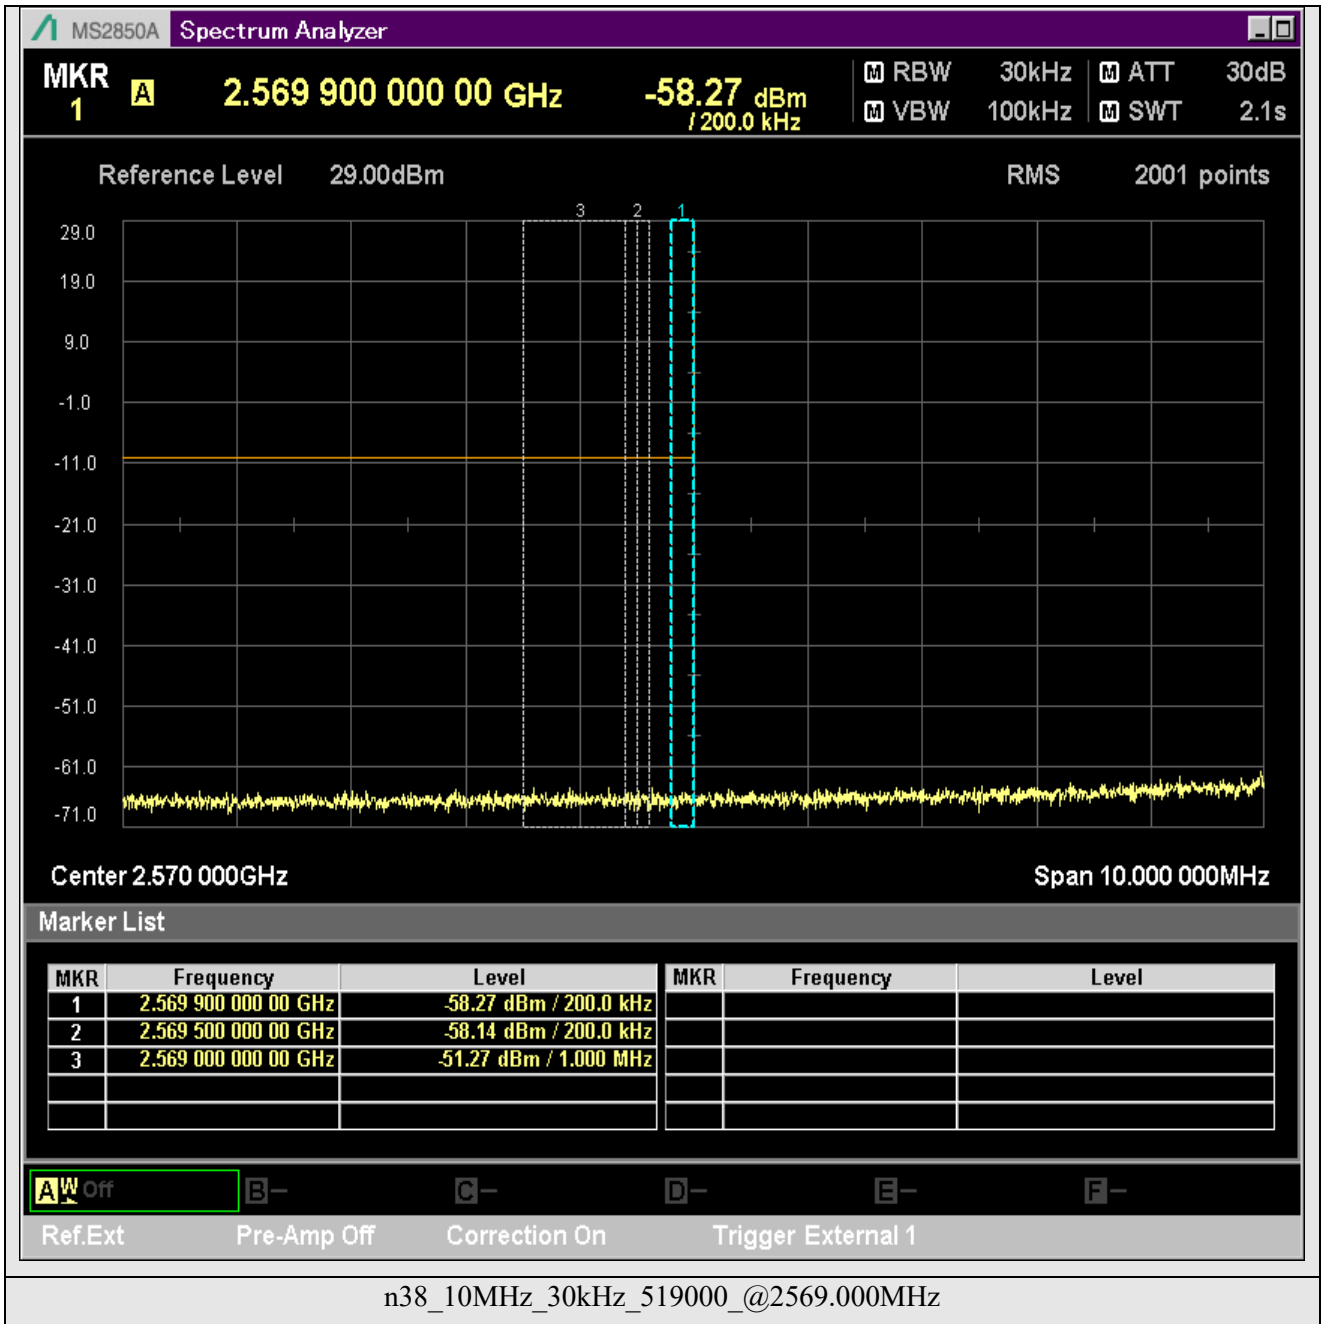 MS2850A Spectrum Analyzer
MKR 1 A 2.569 900 000 00 GHz -58.27 dBm / 200.0 kHz
M RBW 30kHz M ATT 30dB
M VBW 100kHz M SWT 2.1s
Reference Level 29.00dBm RMS 2001 points
3 2 1
29.0
19.0
9.0
-1.0
-11.0
-21.0
-31.0
-41.0
-51.0
-61.0
-71.0
Center 2.570 000GHz Span 10.000 000MHz
Marker List
MKR Frequency Level MKR Frequency Level
1 2.569 900 000 00 GHz -58.27 dBm / 200.0 kHz
2 2.569 500 000 00 GHz -58.14 dBm / 200.0 kHz
3 2.569 000 000 00 GHz -51.27 dBm / 1.000 MHz
A W Off B- C- D- E- F-
Ref.Ext Pre-Amp Off Correction On Trigger External 1
n38_10MHz_30kHz_519000_@2569.000MHz